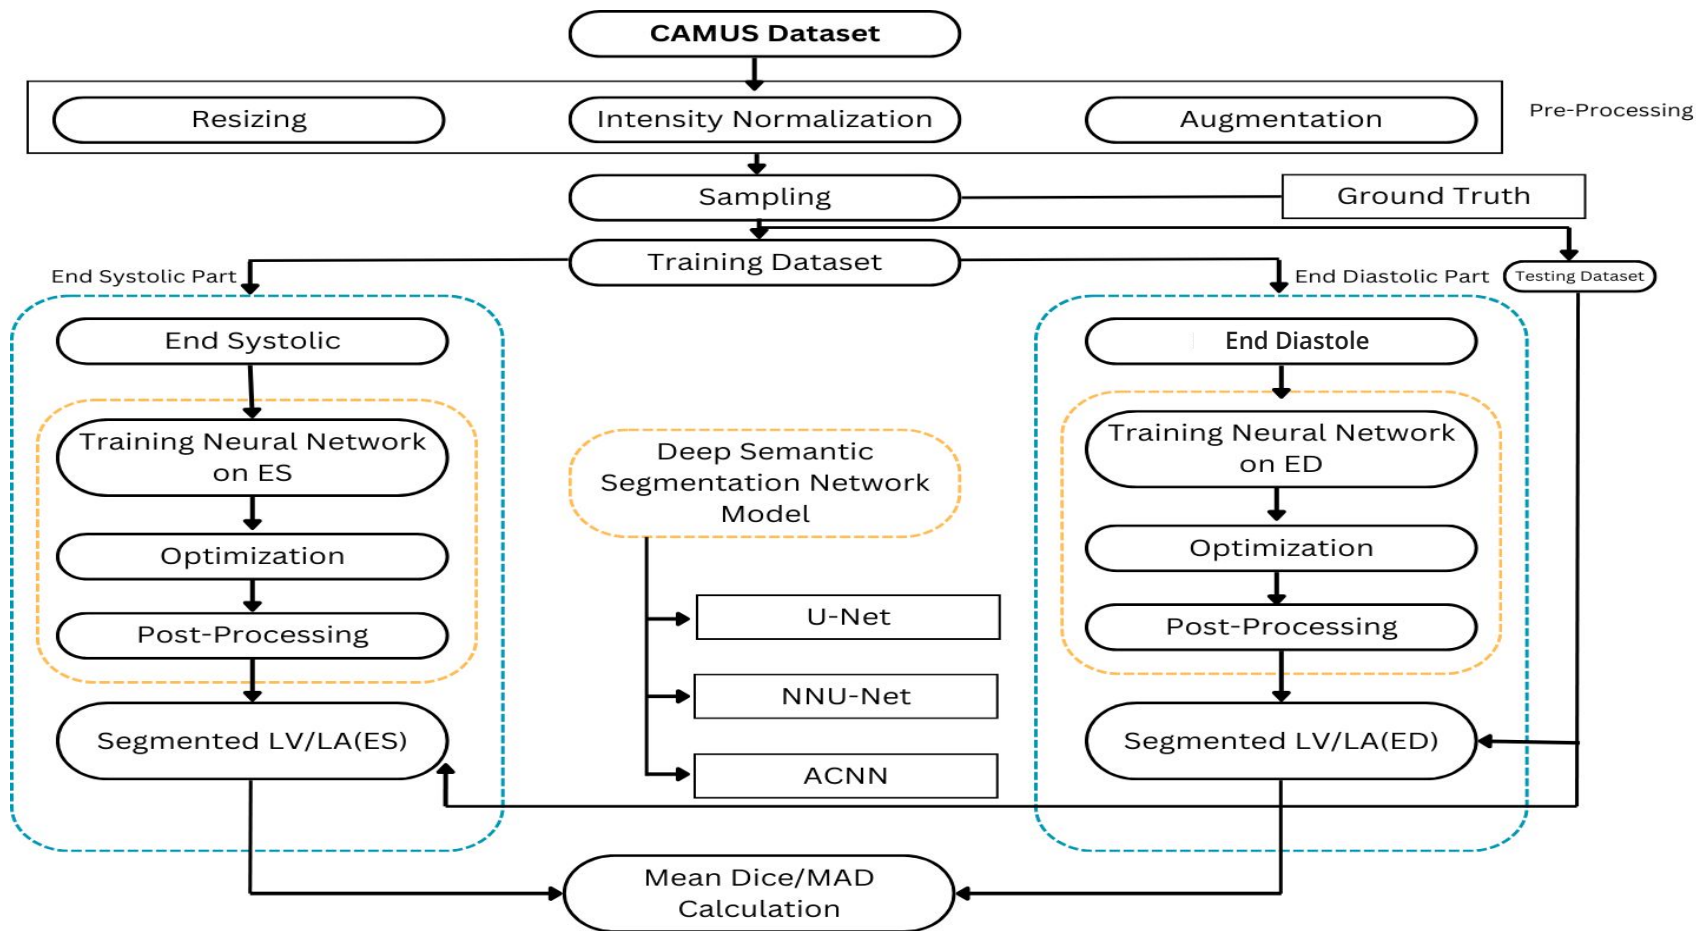 CAMUS Dataset
Resizing
Intensity Normalization
Augmentation
Pre-Processing
Sampling
Ground Truth
Training Dataset
End Systolic Part
End Diastolic Part
Testing Dataset
End Systolic
End Diastole
Training Neural Network
on ES
Deep Semantic
Segmentation Network
Model
Training Neural Network
on ED
Optimization
Optimization
U-Net
Post-Processing
Post-Processing
NNU-Net
Segmented LV/LA(ES)
Segmented LV/LA(ED)
ACNN
Mean Dice/MAD
Calculation